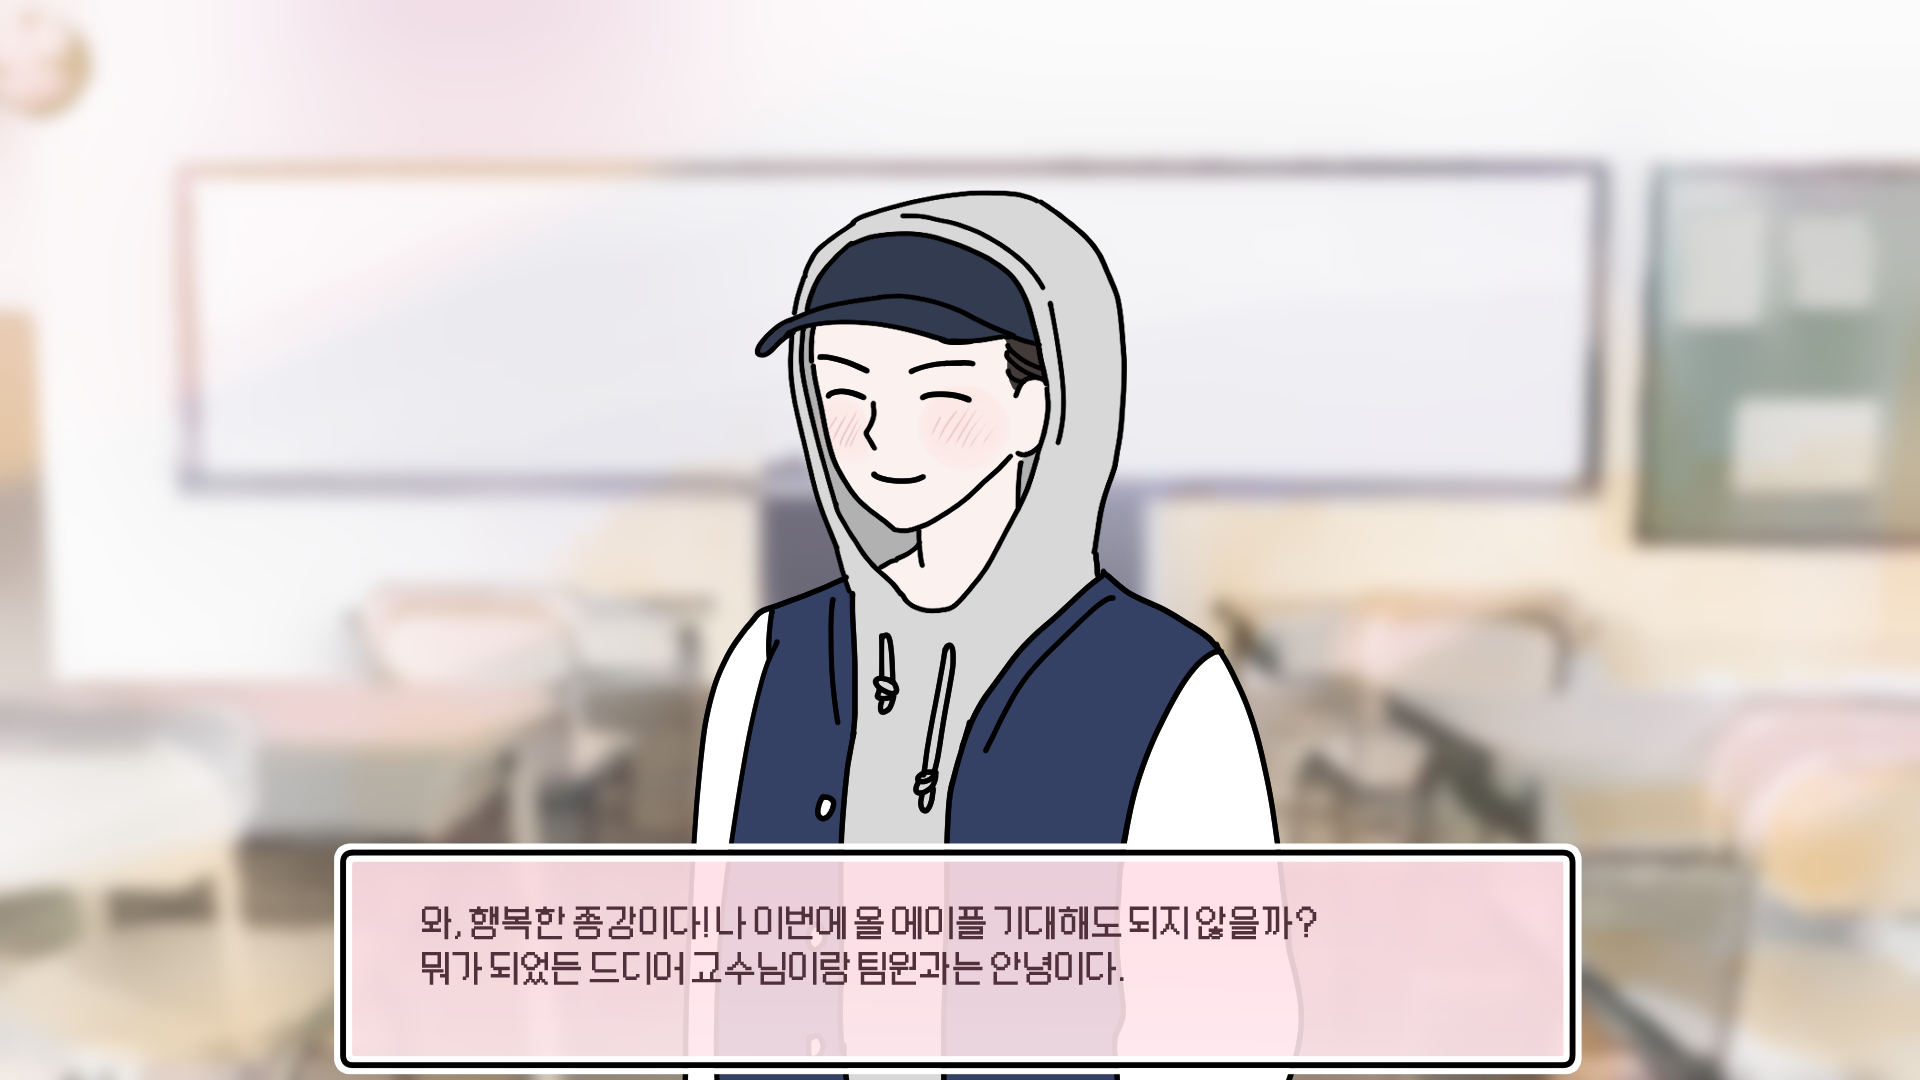 와, 행복한 종강이다! 나 이번에 올 에이플 기대해도 되지 않을까?
뭐가 되었든 드디어 교수님이랑 팀원과는 안녕이다.